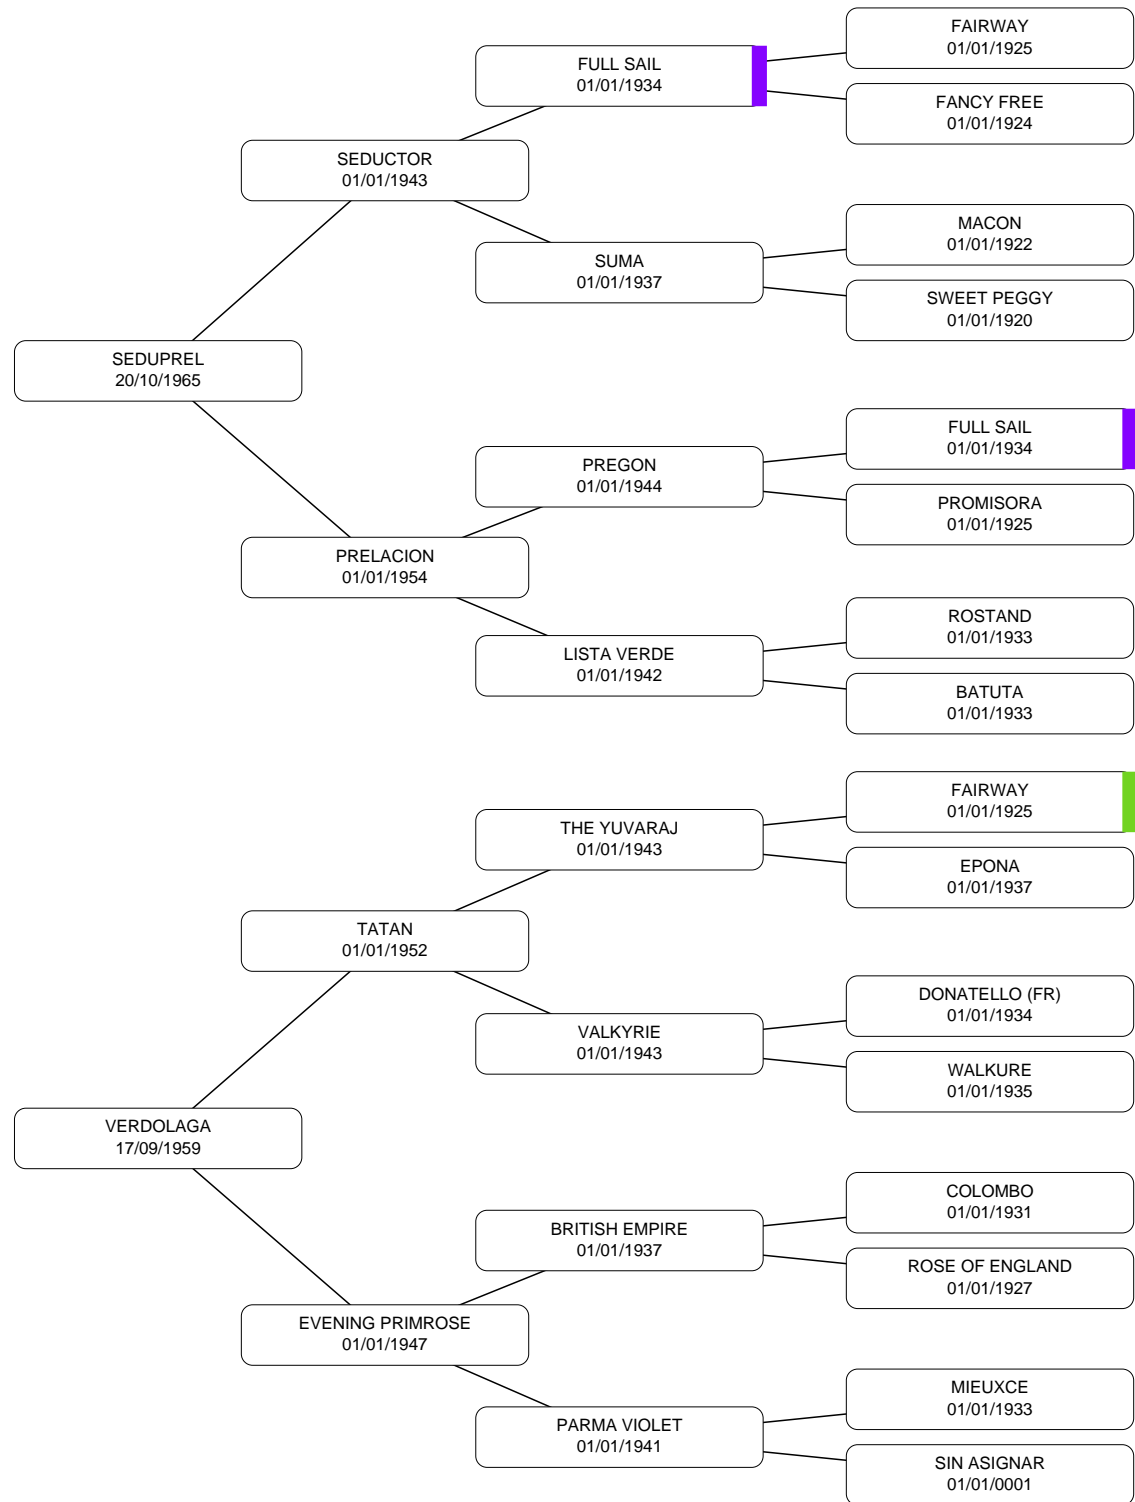 FAIRWAY
01/01/1925
FULL SAIL
01/01/1934
FANCY FREE
01/01/1924
SEDUCTOR
01/01/1943
MACON
01/01/1922
SUMA
01/01/1937
SWEET PEGGY
01/01/1920
SEDUPREL
20/10/1965
FULL SAIL
01/01/1934
PREGON
01/01/1944
PROMISORA
01/01/1925
PRELACION
01/01/1954
ROSTAND
01/01/1933
LISTA VERDE
01/01/1942
BATUTA
01/01/1933
FAIRWAY
01/01/1925
THE YUVARAJ
01/01/1943
EPONA
01/01/1937
TATAN
01/01/1952
DONATELLO (FR)
01/01/1934
VALKYRIE
01/01/1943
WALKURE
01/01/1935
VERDOLAGA
17/09/1959
COLOMBO
01/01/1931
BRITISH EMPIRE
01/01/1937
ROSE OF ENGLAND
01/01/1927
EVENING PRIMROSE
01/01/1947
MIEUXCE
01/01/1933
PARMA VIOLET
01/01/1941
SIN ASIGNAR
01/01/0001